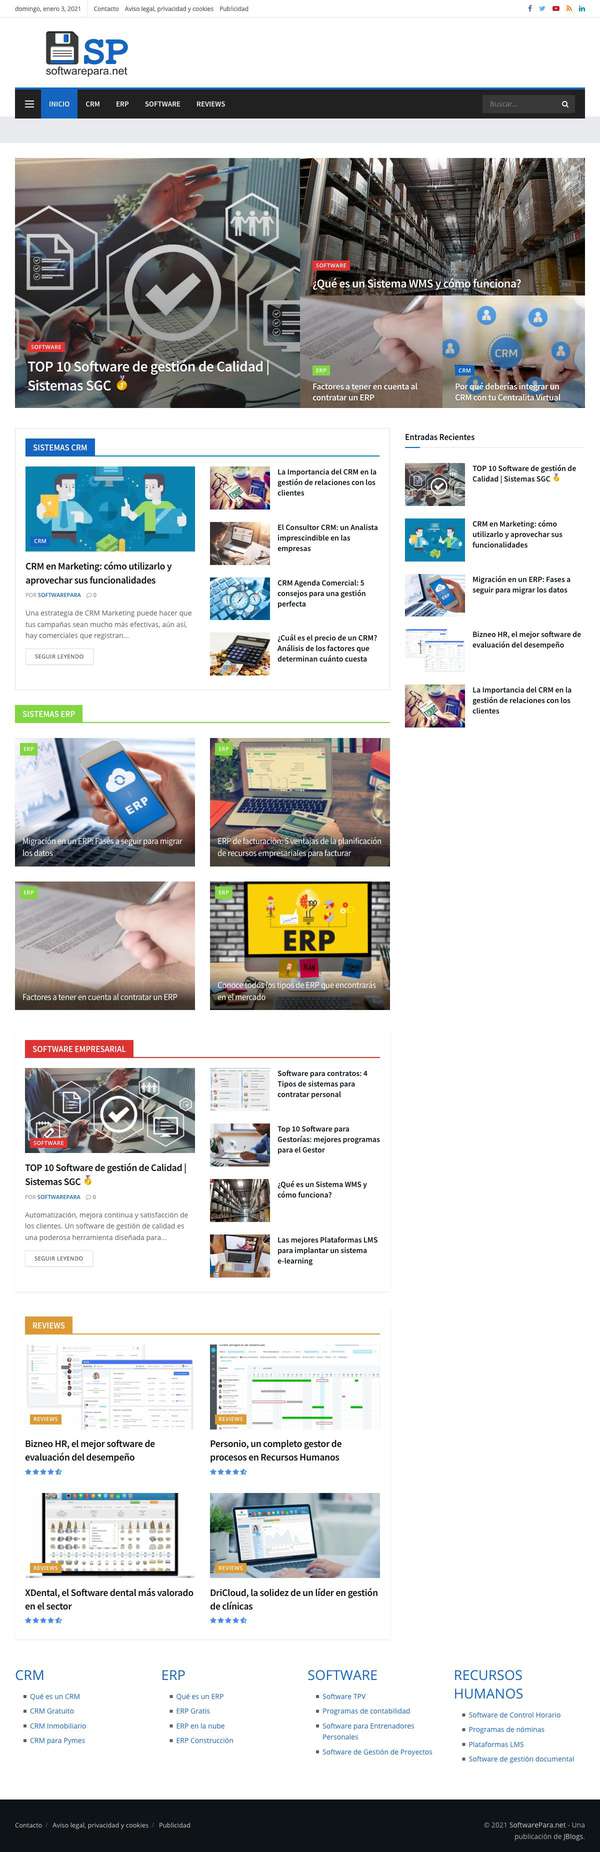 domingo, enero 3, 2021
Contacto Aviso legal, privacidad y cookies Publicidad
SP
softwarepara.net
INICIO CRM ERP SOFTWARE REVIEWS
Buscar...
SOFTWARE
TOP 10 Software de gestión de Calidad |
Sistemas SGC 🥇
SOFTWARE
¿Qué es un Sistema WMS y cómo funciona?
ERP
Factores a tener en cuenta al
contratar un ERP
CRM
CRM
Por qué deberías integrar un
CRM con tu Centralita Virtual
SISTEMAS CRM
CRM
CRM en Marketing: cómo utilizarlo y
aprovechar sus funcionalidades
POR SOFTWAREPARA 0
Una estrategia de CRM Marketing puede hacer que
tus campañas sean mucho más efectivas, aún así,
hay comerciales que registran...
SEGUIR LEYENDO
La Importancia del CRM en la
gestión de relaciones con los
clientes
El Consultor CRM: un Analista
imprescindible en las
empresas
CRM Agenda Comercial: 5
consejos para una gestión
perfecta
¿Cuál es el precio de un CRM?
Análisis de los factores que
determinan cuánto cuesta
Entradas Recientes
TOP 10 Software de gestión de
Calidad | Sistemas SGC 🥇
CRM en Marketing: cómo
utilizarlo y aprovechar sus
funcionalidades
Migración en un ERP: Fases a
seguir para migrar los datos
Bizneo HR, el mejor software de
evaluación del desempeño
La Importancia del CRM en la
gestión de relaciones con los
clientes
SISTEMAS ERP
ERP
ERP
Migración en un ERP: Fases a seguir para migrar
los datos
ERP
ERP de facturación: 5 ventajas de la planificación
de recursos empresariales para facturar
ERP
Factores a tener en cuenta al contratar un ERP
ERP
ERP
Conoce todos los tipos de ERP que encontrarás
en el mercado
SOFTWARE EMPRESARIAL
SOFTWARE
TOP 10 Software de gestión de Calidad |
Sistemas SGC 🥇
POR SOFTWAREPARA 0
Automatización, mejora continua y satisfacción de
los clientes. Un software de gestión de calidad es
una poderosa herramienta diseñada para...
SEGUIR LEYENDO
Software para contratos: 4
Tipos de sistemas para
contratar personal
Top 10 Software para
Gestorías: mejores programas
para el Gestor
¿Qué es un Sistema WMS y
cómo funciona?
Las mejores Plataformas LMS
para implantar un sistema
e-learning
REVIEWS
REVIEWS
Bizneo HR, el mejor software de
evaluación del desempeño
REVIEWS
Personio, un completo gestor de
procesos en Recursos Humanos
REVIEWS
XDental, el Software dental más valorado
en el sector
REVIEWS
DriCloud, la solidez de un líder en gestión
de clínicas
CRM
Qué es un CRM
CRM Gratuito
CRM Inmobiliario
CRM para Pymes
ERP
Qué es un ERP
ERP Gratis
ERP en la nube
ERP Construcción
SOFTWARE
Software TPV
Programas de contabilidad
Software para Entrenadores
Personales
Software de Gestión de Proyectos
RECURSOS
HUMANOS
Software de Control Horario
Programas de nóminas
Plataformas LMS
Software de gestión documental
Contacto / Aviso legal, privacidad y cookies / Publicidad
© 2021 SoftwarePara.net - Una
publicación de JBlogs.